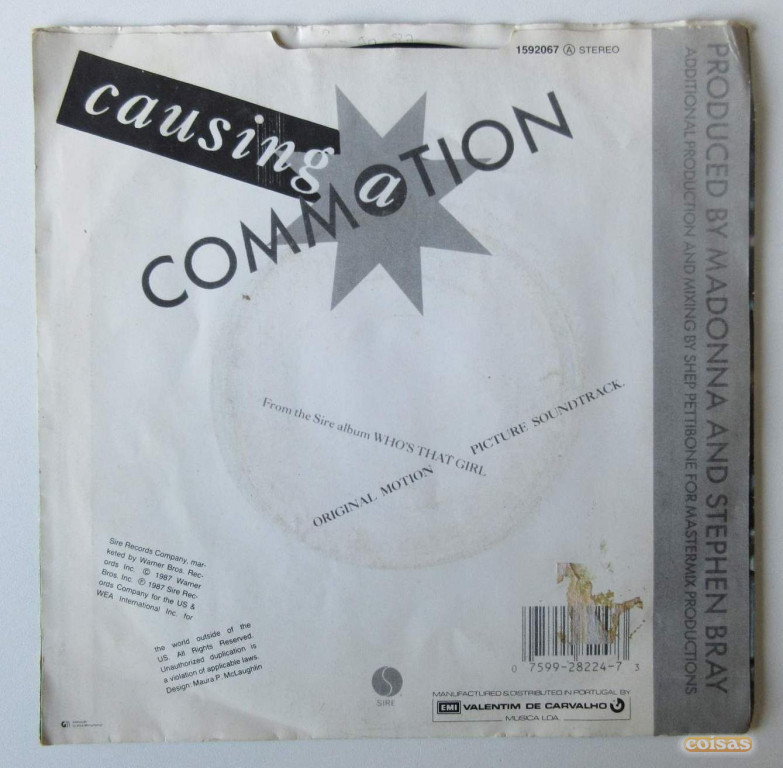 1592067 Ⓐ STEREO
causing
a
COMMOTION
From the Sire album WHO'S THAT GIRL
ORIGINAL MOTION PICTURE SOUNDTRACK.
PRODUCED BY MADONNA AND STEPHEN BRAY
ADDITIONAL PRODUCTION AND MIXING BY SHEP PETTIBONE FOR MASTERMIX PRODUCTIONS
Sire Records Company, mar-
keted by Warner Bros. Rec-
ords Inc. © 1987 Warner
Bros. Inc. ℗ 1987 Sire Rec-
ords Company for the US &
WEA International Inc. for
the world outside of the
US. All Rights Reserved.
Unauthorized duplication is
a violation of applicable laws.
Design: Maura P. McLaughlin
SIRE
0 7599-28224-7 3
MANUFACTURED & DISTRIBUTED IN PORTUGAL BY
EMI VALENTIM DE CARVALHO
MUSICA LDA.
coisas